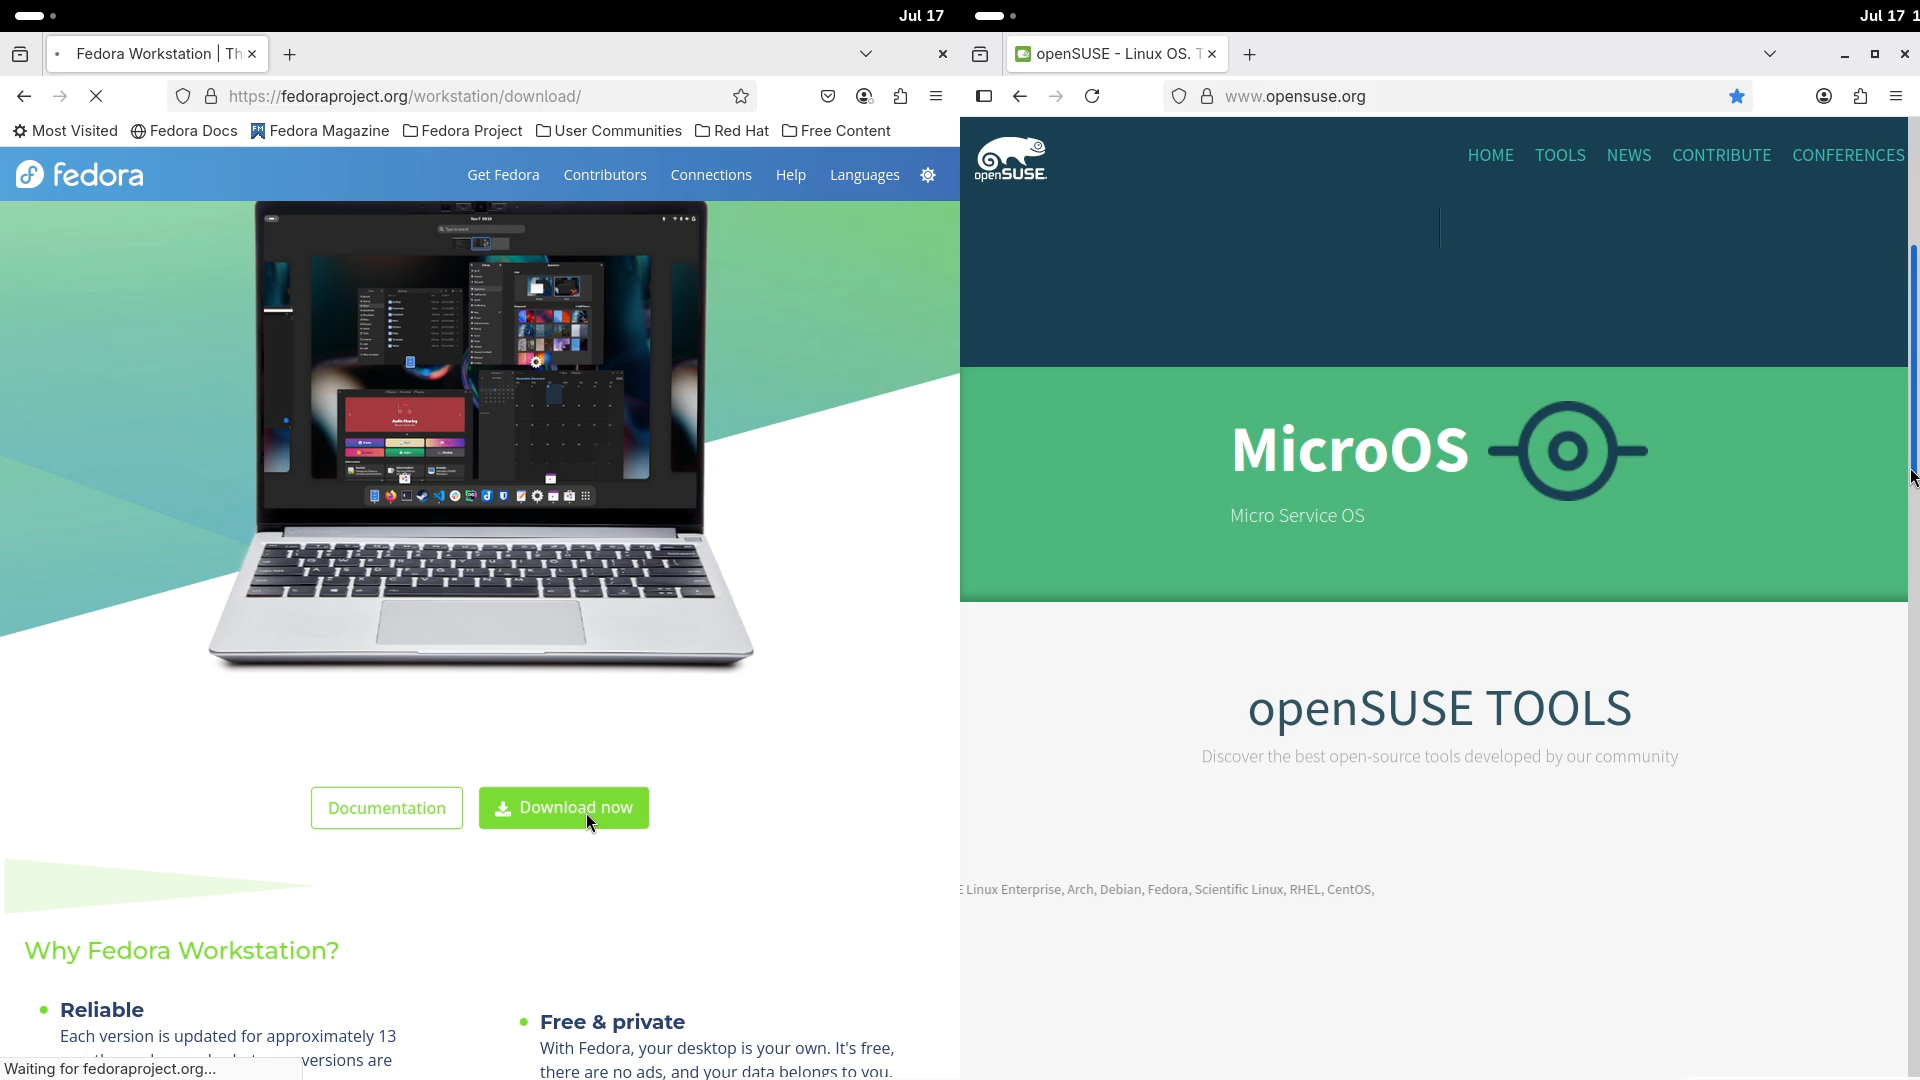 Jul 17
Fedora Workstation | Th
https://fedoraproject.org/workstation/download/
Most Visited Fedora Docs Fedora Magazine Fedora Project User Communities Red Hat Free Content
fedora
Get Fedora Contributors Connections Help Languages
Documentation Download now
Why Fedora Workstation?
Reliable
Each version is updated for approximately 13
versions are
Free & private
With Fedora, your desktop is your own. It's free,
there are no ads, and your data belongs to you.
Waiting for fedoraproject.org...
Jul 17 1
openSUSE - Linux OS. T
www.opensuse.org
openSUSE.
HOME TOOLS NEWS CONTRIBUTE CONFERENCES
MicroOS
Micro Service OS
openSUSE TOOLS
Discover the best open-source tools developed by our community
E Linux Enterprise, Arch, Debian, Fedora, Scientific Linux, RHEL, CentOS,